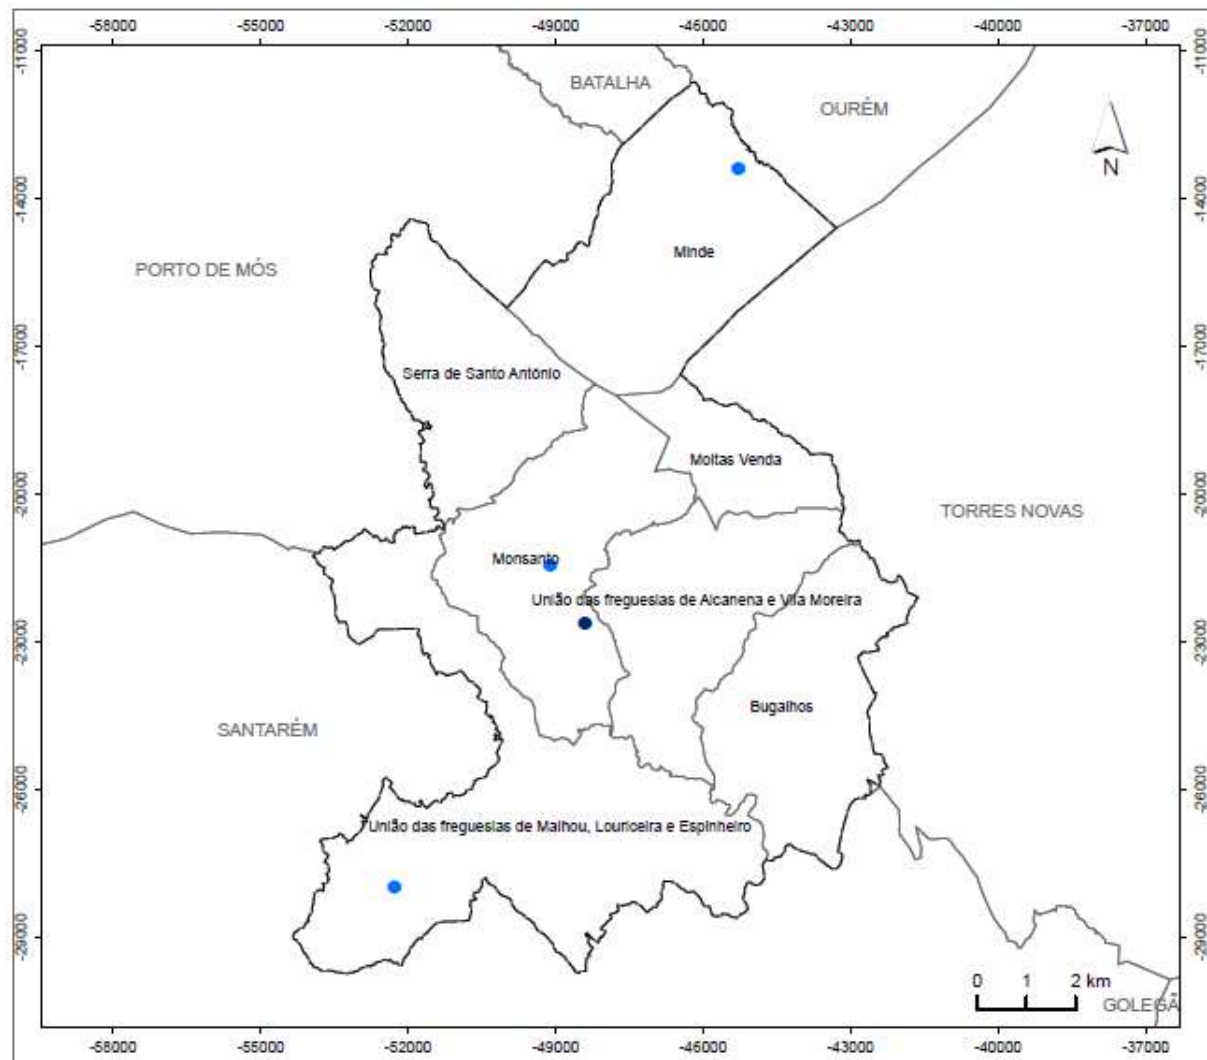 -58000 -55000 -52000 -49000 -46000 -43000 -40000 -37000
-11000 -11000
BATALHA
OURÉM
N
-14000 -14000
Minde
PORTO DE MÓS
-17000 -17000
Serra de Santo António
Moitas Venda
-20000 -20000
TORRES NOVAS
Monsanto
União das freguesias de Alcanena e Vila Moreira
-23000 -23000
Bugalhos
SANTARÉM
-26000 -26000
União das freguesias de Malhou, Louriceira e Espinheiro
-29000 -29000
0 1 2 km
GOLEGÃ
-58000 -55000 -52000 -49000 -46000 -43000 -40000 -37000